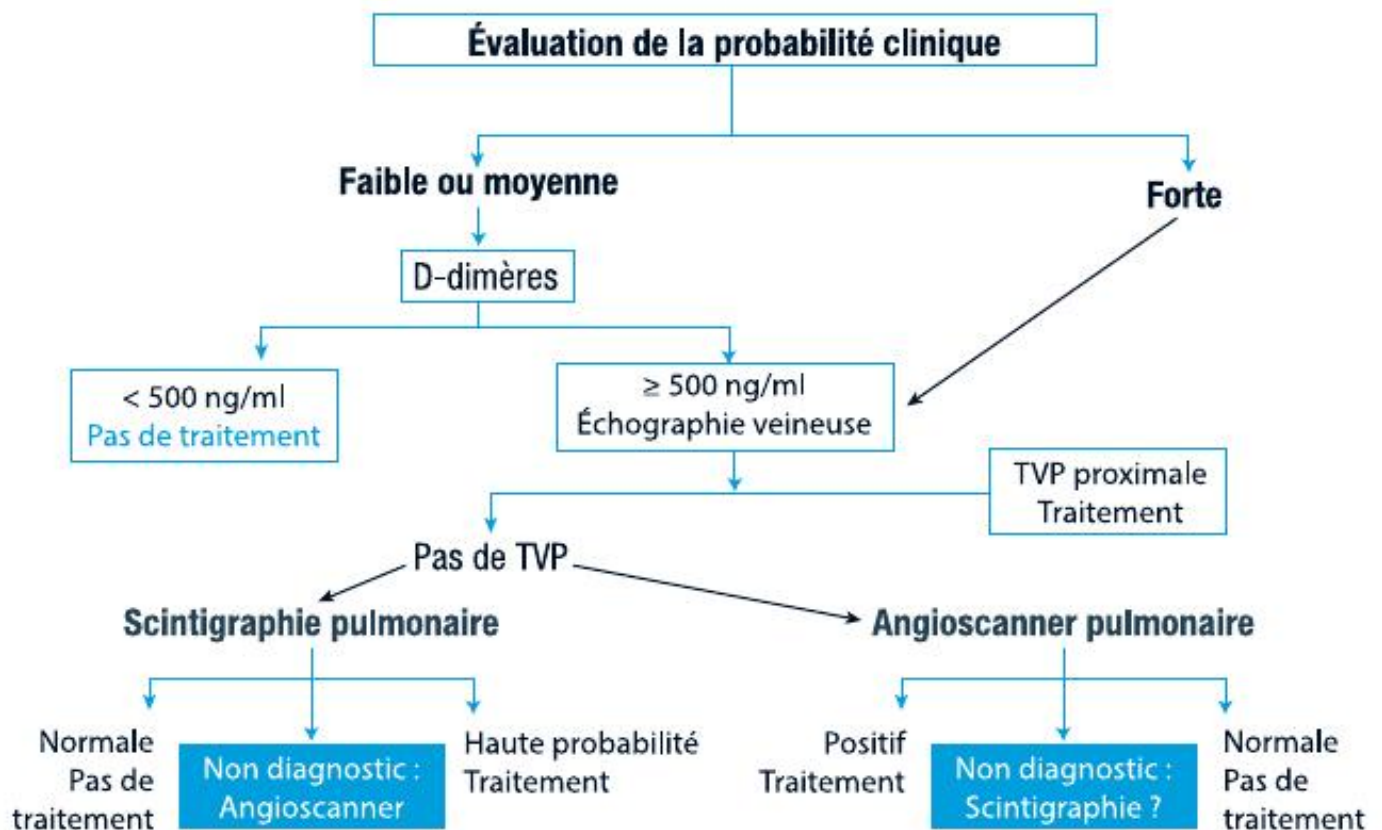 Évaluation de la probabilité clinique
Faible ou moyenne
Forte
D-dimères
< 500 ng/ml
Pas de traitement
≥ 500 ng/ml
Échographie veineuse
TVP proximale
Traitement
Pas de TVP
Scintigraphie pulmonaire
Angioscanner pulmonaire
Normale
Pas de
traitement
Non diagnostic :
Angioscanner
Haute probabilité
Traitement
Positif
Traitement
Non diagnostic :
Scintigraphie ?
Normale
Pas de
traitement